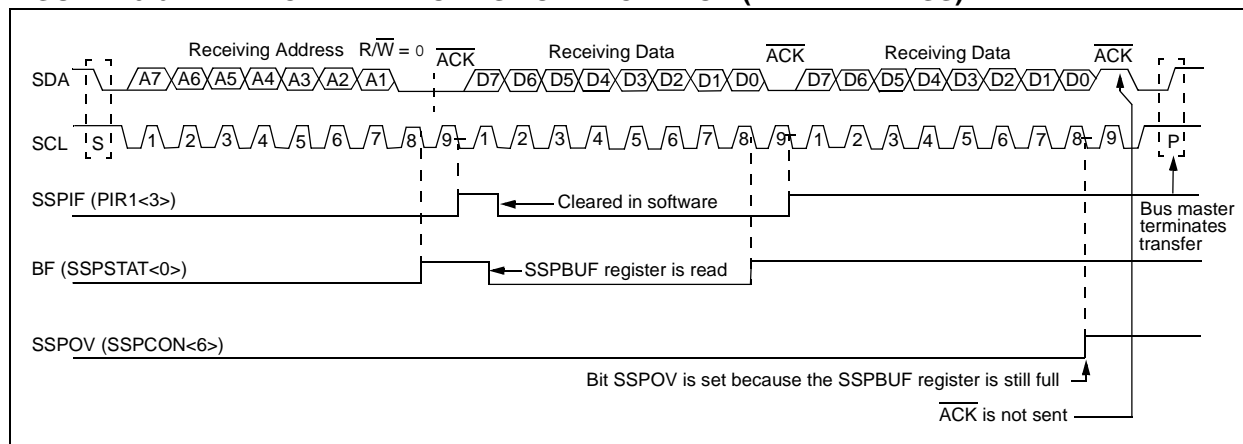 Receiving Address R/W̅ = 0 A̅C̅K̅ Receiving Data A̅C̅K̅ Receiving Data A̅C̅K̅
SDA A7 A6 A5 A4 A3 A2 A1 D7 D6 D5 D4 D3 D2 D1 D0 D7 D6 D5 D4 D3 D2 D1 D0
SCL S 1 2 3 4 5 6 7 8 9 1 2 3 4 5 6 7 8 9 1 2 3 4 5 6 7 8 9 P
SSPIF (PIR1<3>)
Cleared in software
Bus master
terminates
transfer
BF (SSPSTAT<0>)
SSPBUF register is read
SSPOV (SSPCON<6>)
Bit SSPOV is set because the SSPBUF register is still full
A̅C̅K̅ is not sent